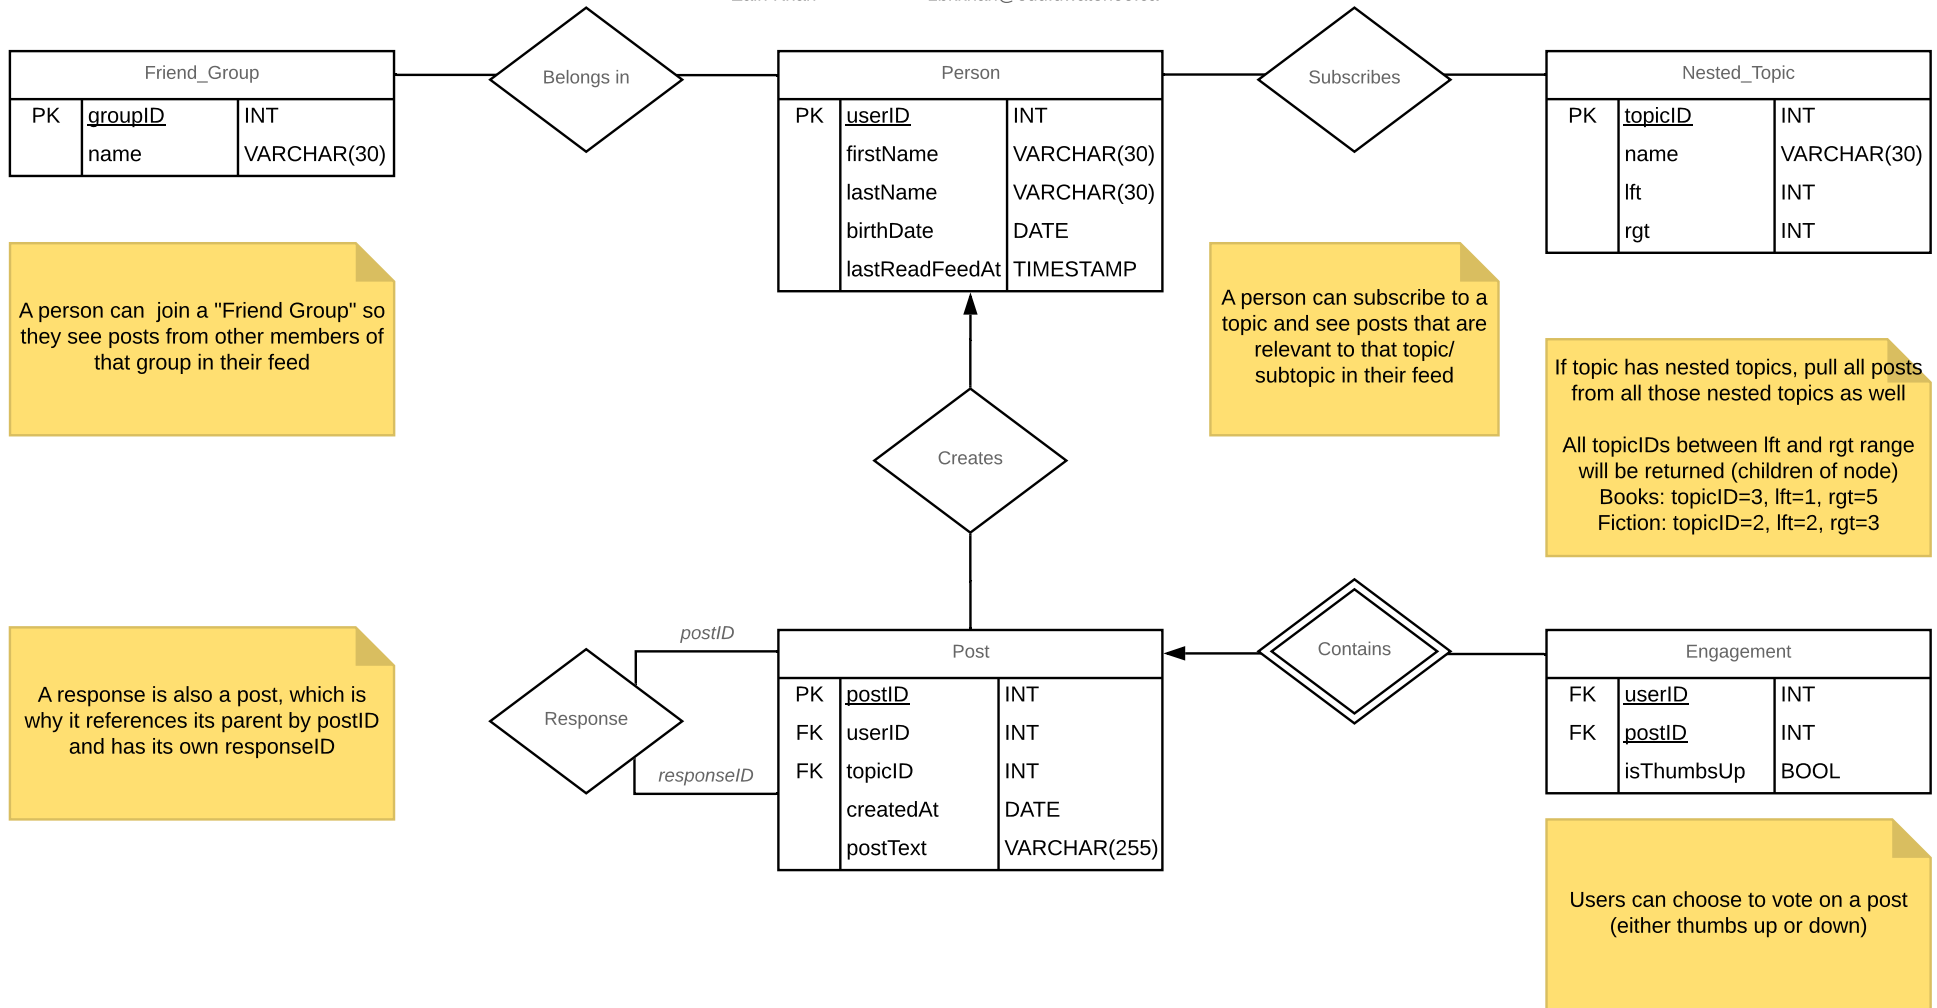 Friend_Group
PK groupID INT
name VARCHAR(30)
Belongs in
Person
PK userID INT
firstName VARCHAR(30)
lastName VARCHAR(30)
birthDate DATE
lastReadFeedAt TIMESTAMP
Subscribes
Nested_Topic
PK topicID INT
name VARCHAR(30)
lft INT
rgt INT
A person can join a "Friend Group" so
they see posts from other members of
that group in their feed
A person can subscribe to a
topic and see posts that are
relevant to that topic/
subtopic in their feed
If topic has nested topics, pull all posts
from all those nested topics as well
All topicIDs between lft and rgt range
will be returned (children of node)
Books: topicID=3, lft=1, rgt=5
Fiction: topicID=2, lft=2, rgt=3
Creates
A response is also a post, which is
why it references its parent by postID
and has its own responseID
Response
postID
responseID
Post
PK postID INT
FK userID INT
FK topicID INT
createdAt DATE
postText VARCHAR(255)
Contains
Engagement
FK userID INT
FK postID INT
isThumbsUp BOOL
Users can choose to vote on a post
(either thumbs up or down)